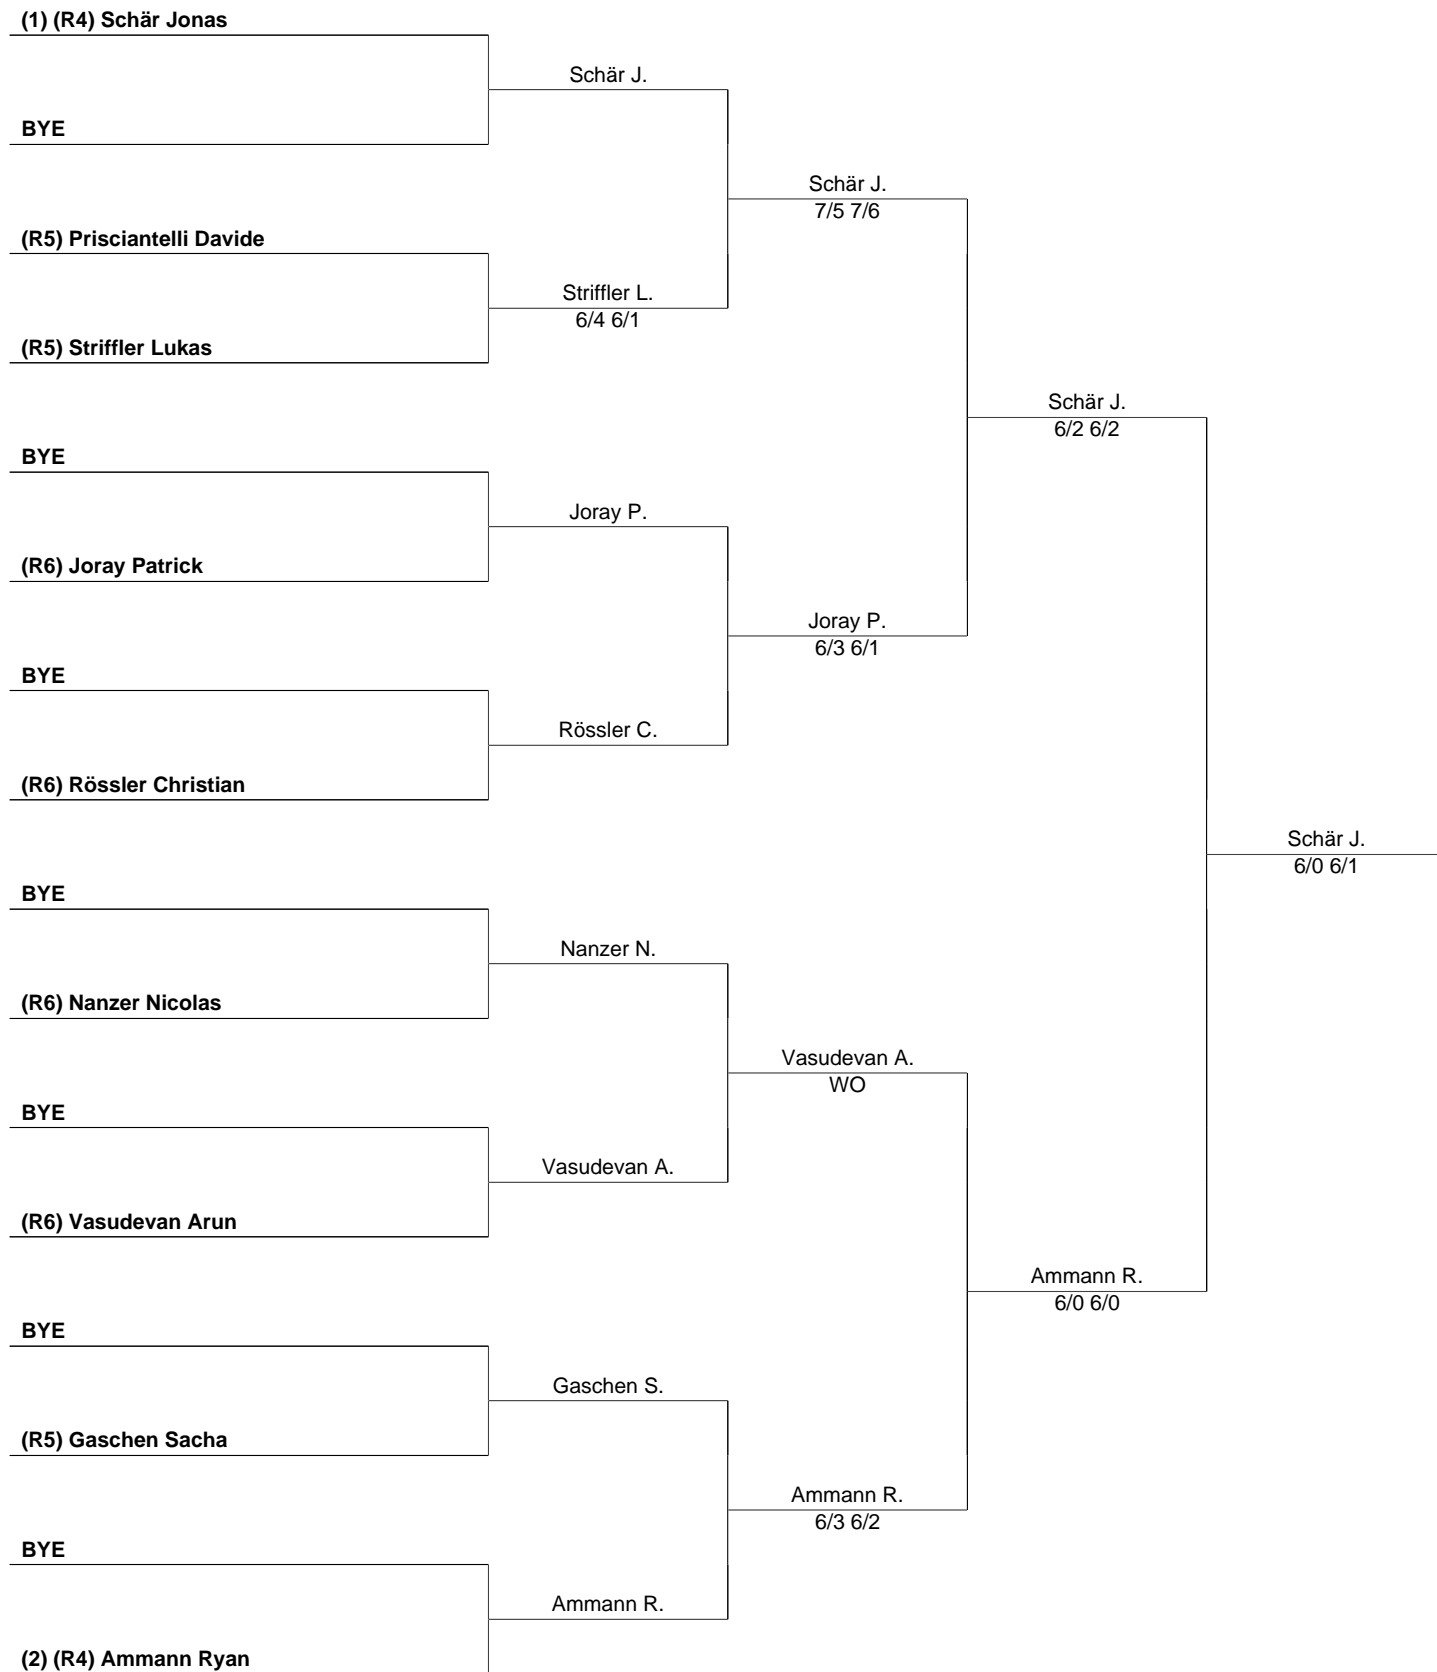 (1) (R4) Schär Jonas
Schär J.
BYE
Schär J.
7/5 7/6
(R5) Prisciantelli Davide
Striffler L.
6/4 6/1
(R5) Striffler Lukas
Schär J.
6/2 6/2
BYE
Joray P.
(R6) Joray Patrick
Joray P.
6/3 6/1
BYE
Rössler C.
(R6) Rössler Christian
Schär J.
6/0 6/1
BYE
Nanzer N.
(R6) Nanzer Nicolas
Vasudevan A.
WO
BYE
Vasudevan A.
(R6) Vasudevan Arun
Ammann R.
6/0 6/0
BYE
Gaschen S.
(R5) Gaschen Sacha
Ammann R.
6/3 6/2
BYE
Ammann R.
(2) (R4) Ammann Ryan